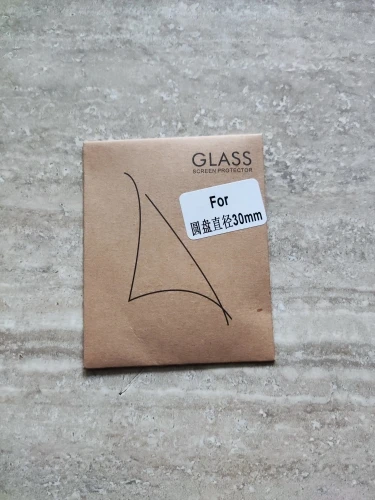 GLASS
SCREEN PROTECTOR
For
圆盘直径30mm